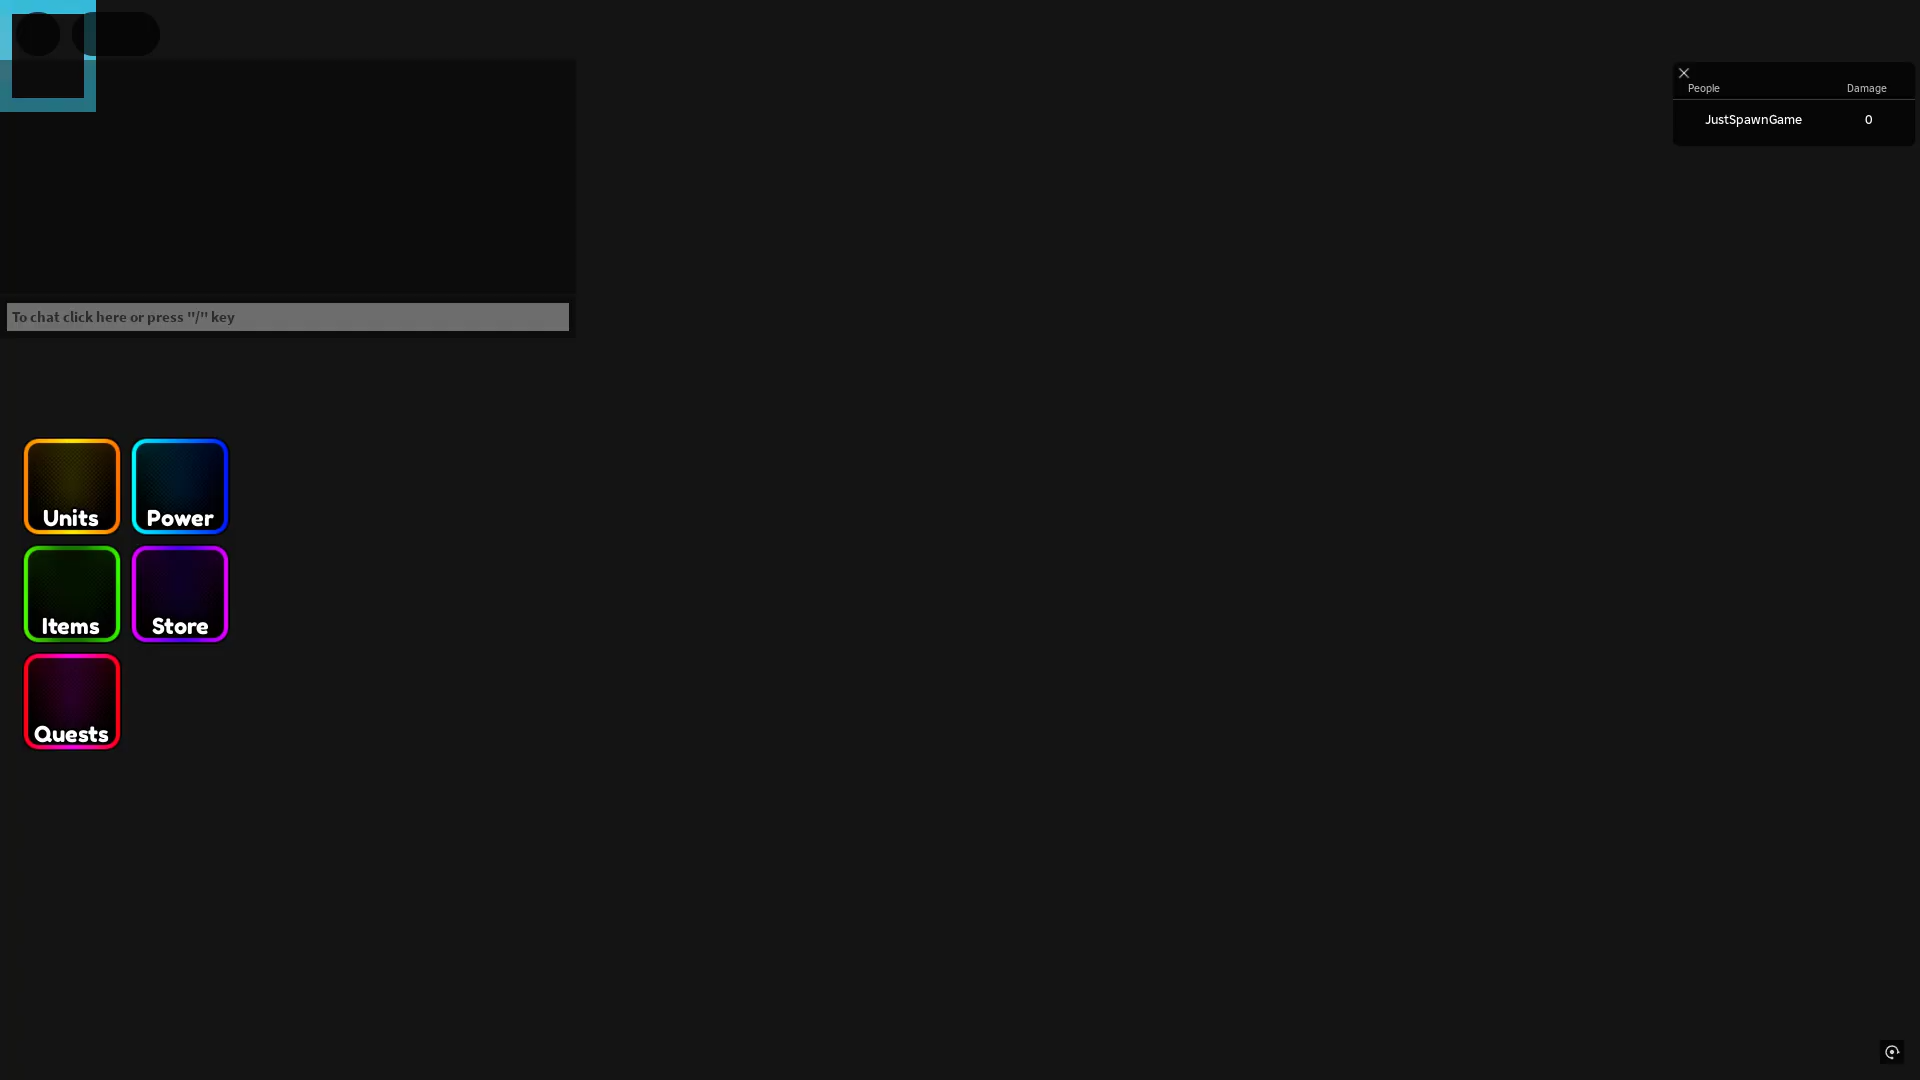 People Damage
JustSpawnGame 0
To chat click here or press "/" key
Units Power
Items Store
Quests